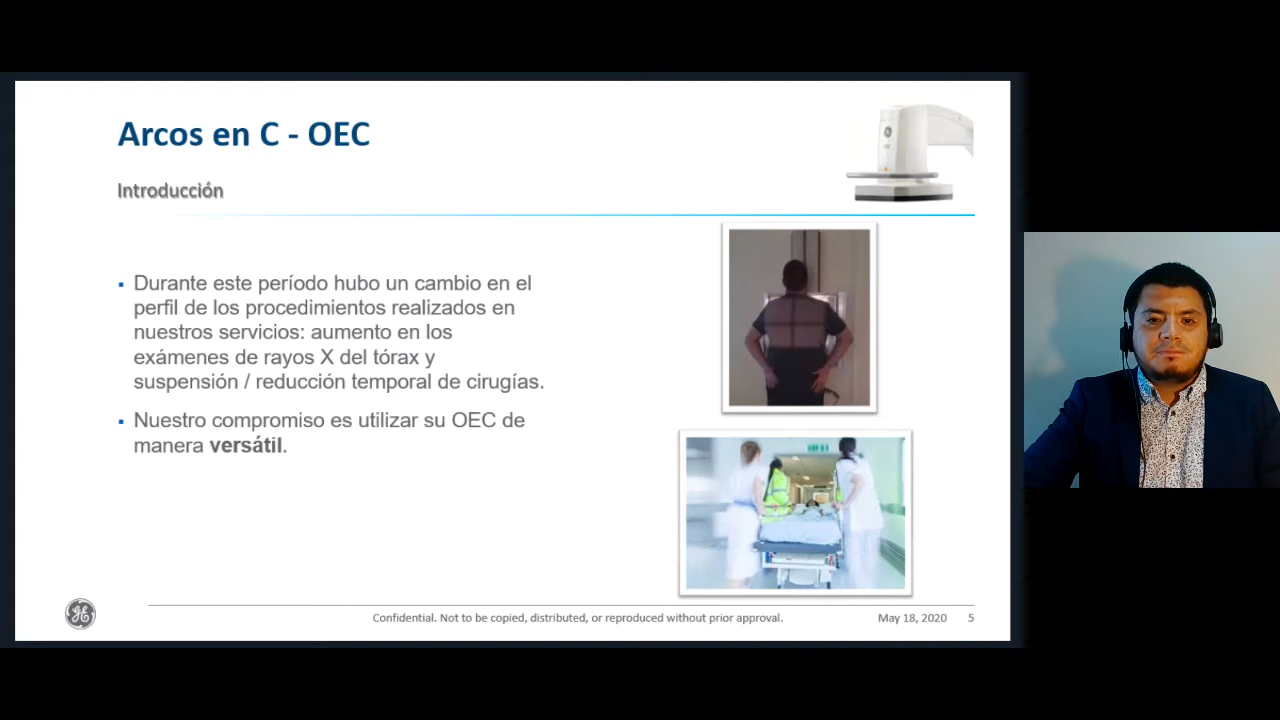 Arcos en C - OEC
Introducción
▪ Durante este período hubo un cambio en el
perfil de los procedimientos realizados en
nuestros servicios: aumento en los
exámenes de rayos X del tórax y
suspensión / reducción temporal de cirugías.
▪ Nuestro compromiso es utilizar su OEC de
manera versátil.
Confidential. Not to be copied, distributed, or reproduced without prior approval.
May 18, 2020 5